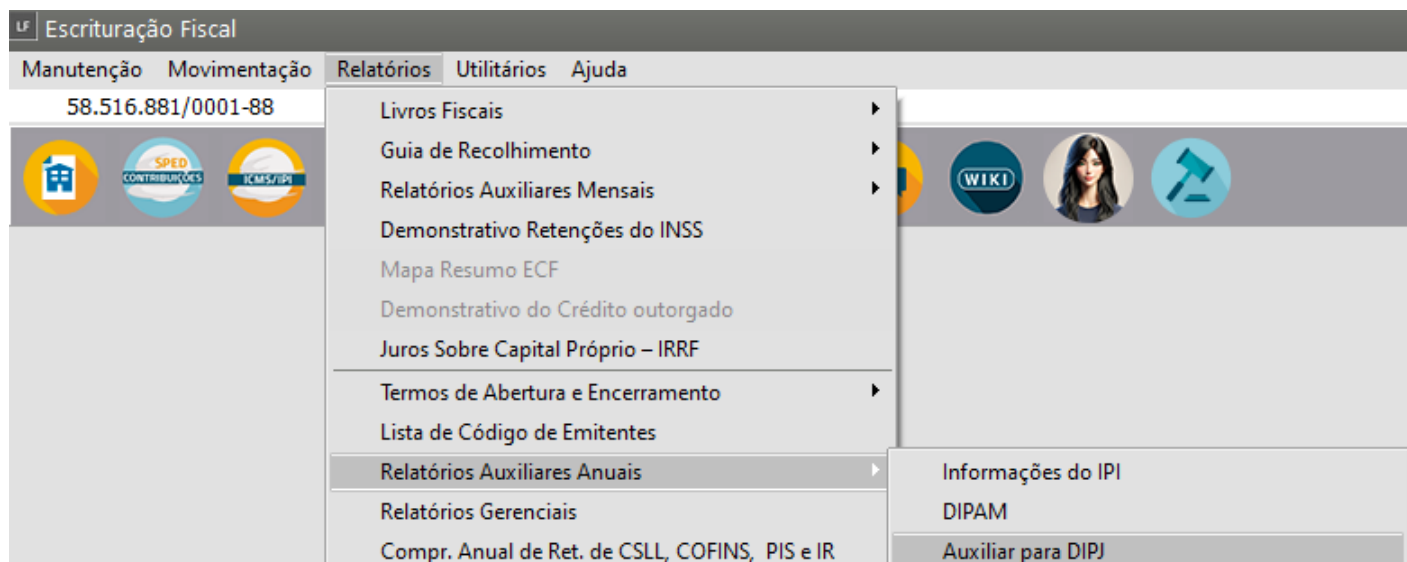 LF Escrituração Fiscal
Manutenção Movimentação Relatórios Utilitários Ajuda
58.516.881/0001-88
SPED
CONTRIBUIÇÕES
ICMS/IPI
WIKI
Livros Fiscais
Guia de Recolhimento
Relatórios Auxiliares Mensais
Demonstrativo Retenções do INSS
Mapa Resumo ECF
Demonstrativo do Crédito outorgado
Juros Sobre Capital Próprio – IRRF
Termos de Abertura e Encerramento
Lista de Código de Emitentes
Relatórios Auxiliares Anuais
Relatórios Gerenciais
Compr. Anual de Ret. de CSLL, COFINS, PIS e IR
Informações do IPI
DIPAM
Auxiliar para DIPJ